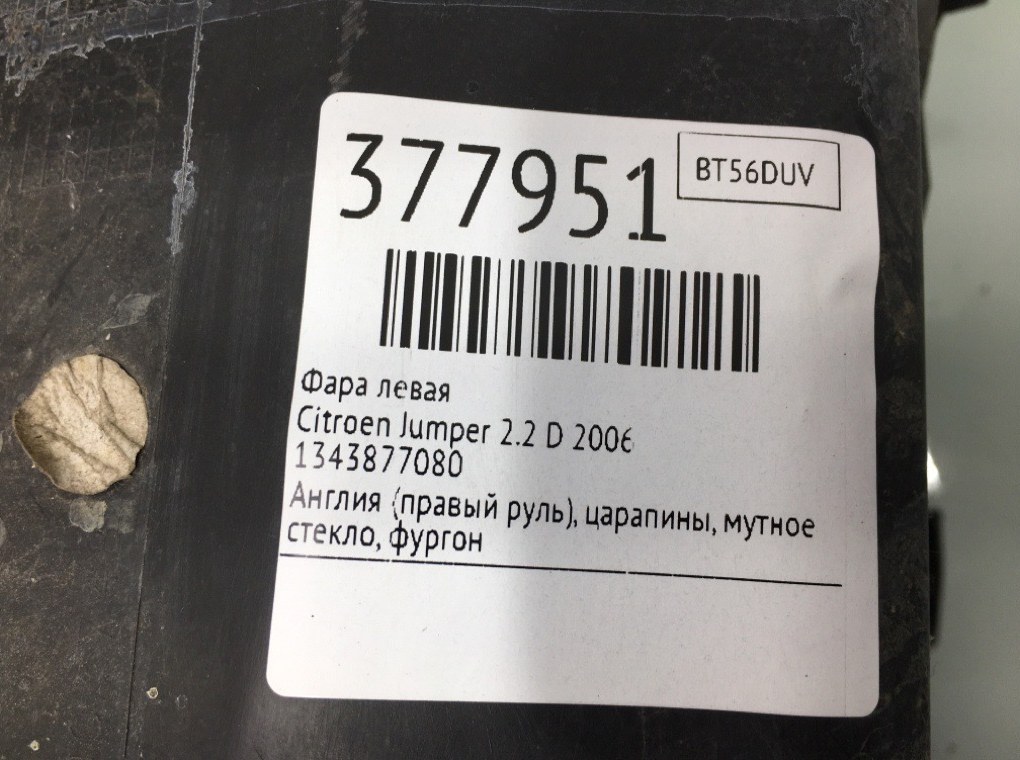 377951
BT56DUV
Фара левая
Citroen Jumper 2.2 D 2006
1343877080
Англия (правый руль), царапины, мутное
стекло, фургон